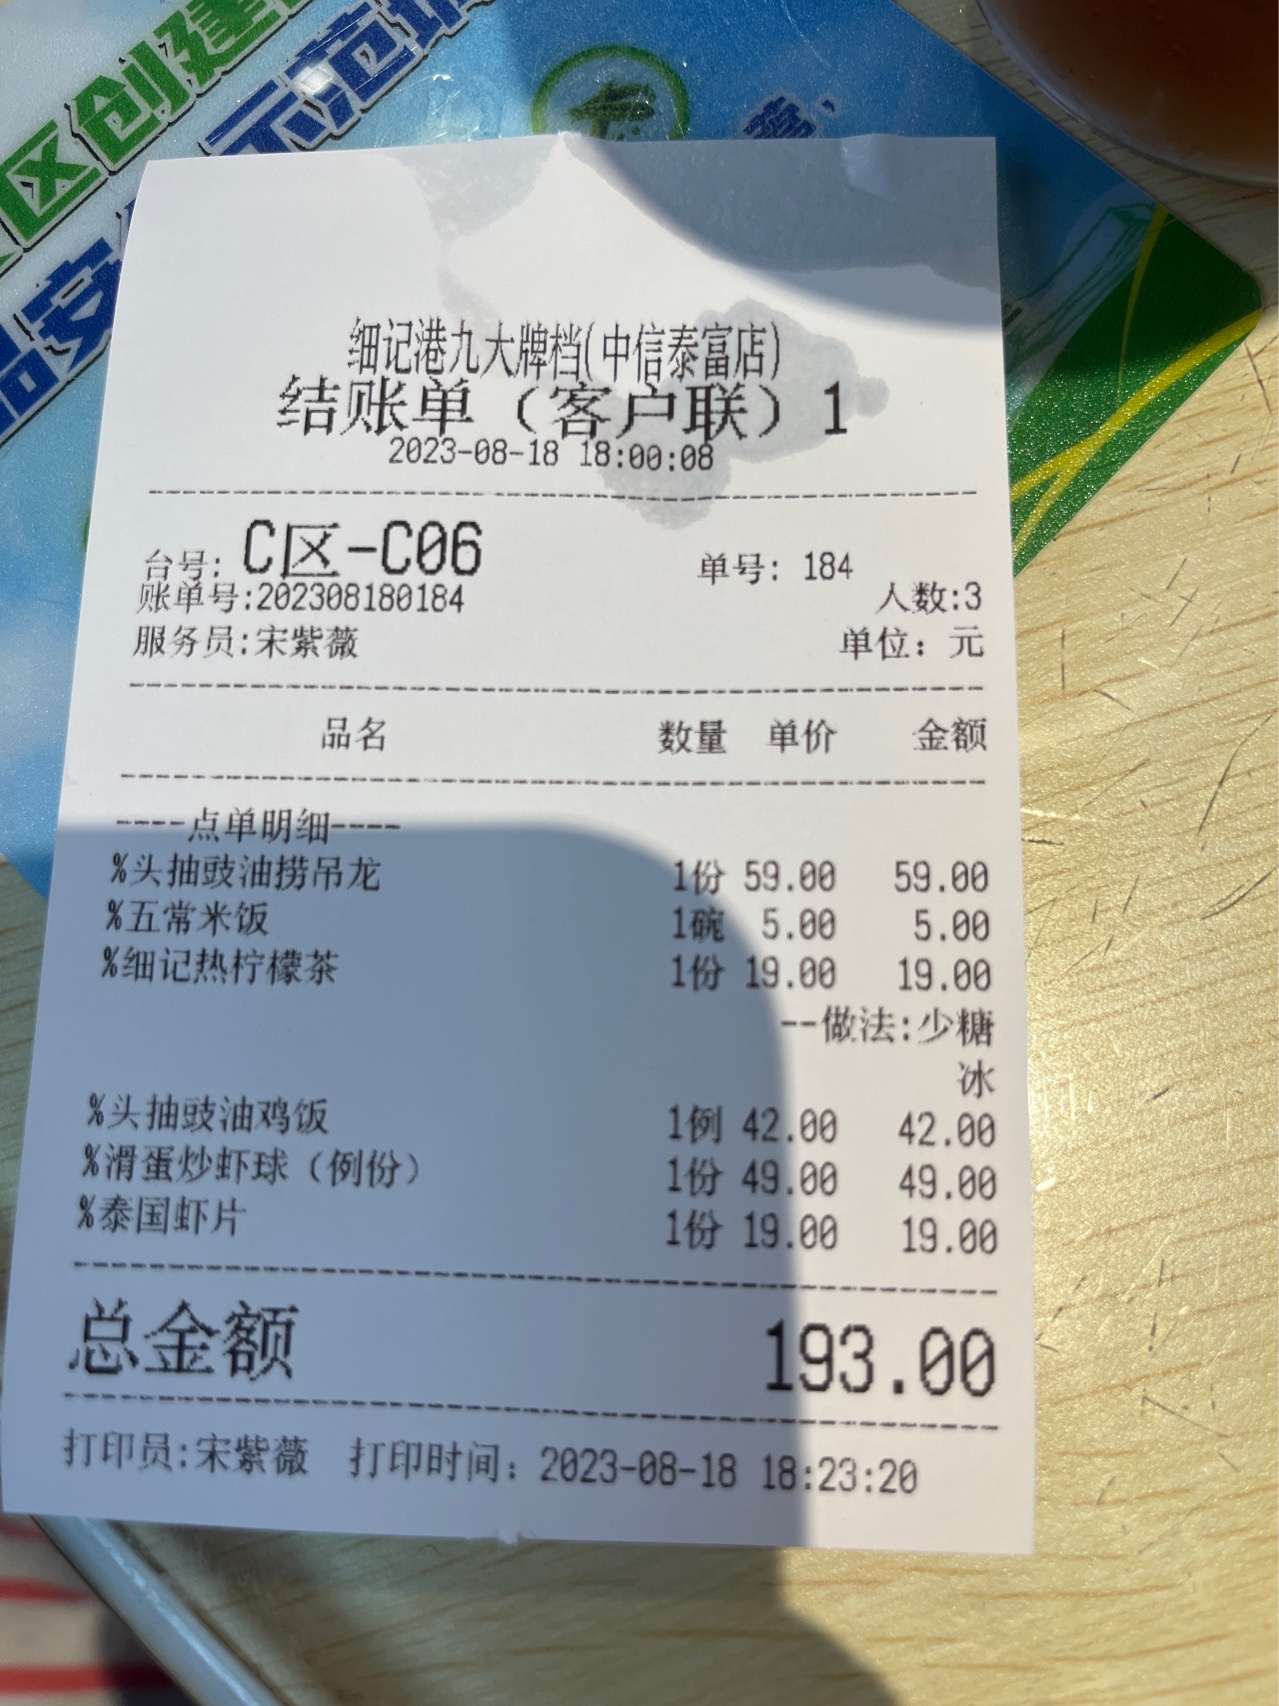 区创建
示范城
品安
细记港九大牌档(中信泰富店)
结账单（客户联）1
2023-08-18 18:00:08
台号: C区-C06 单号: 184
账单号:202308180184 人数:3
服务员:宋紫薇 单位: 元
品名 数量 单价 金额
----点单明细----
%头抽豉油捞吊龙 1份 59.00 59.00
%五常米饭 1碗 5.00 5.00
%细记热柠檬茶 1份 19.00 19.00
--做法:少糖
冰
%头抽豉油鸡饭 1例 42.00 42.00
%滑蛋炒虾球（例份） 1份 49.00 49.00
%泰国虾片 1份 19.00 19.00
总金额 193.00
打印员:宋紫薇 打印时间: 2023-08-18 18:23:20